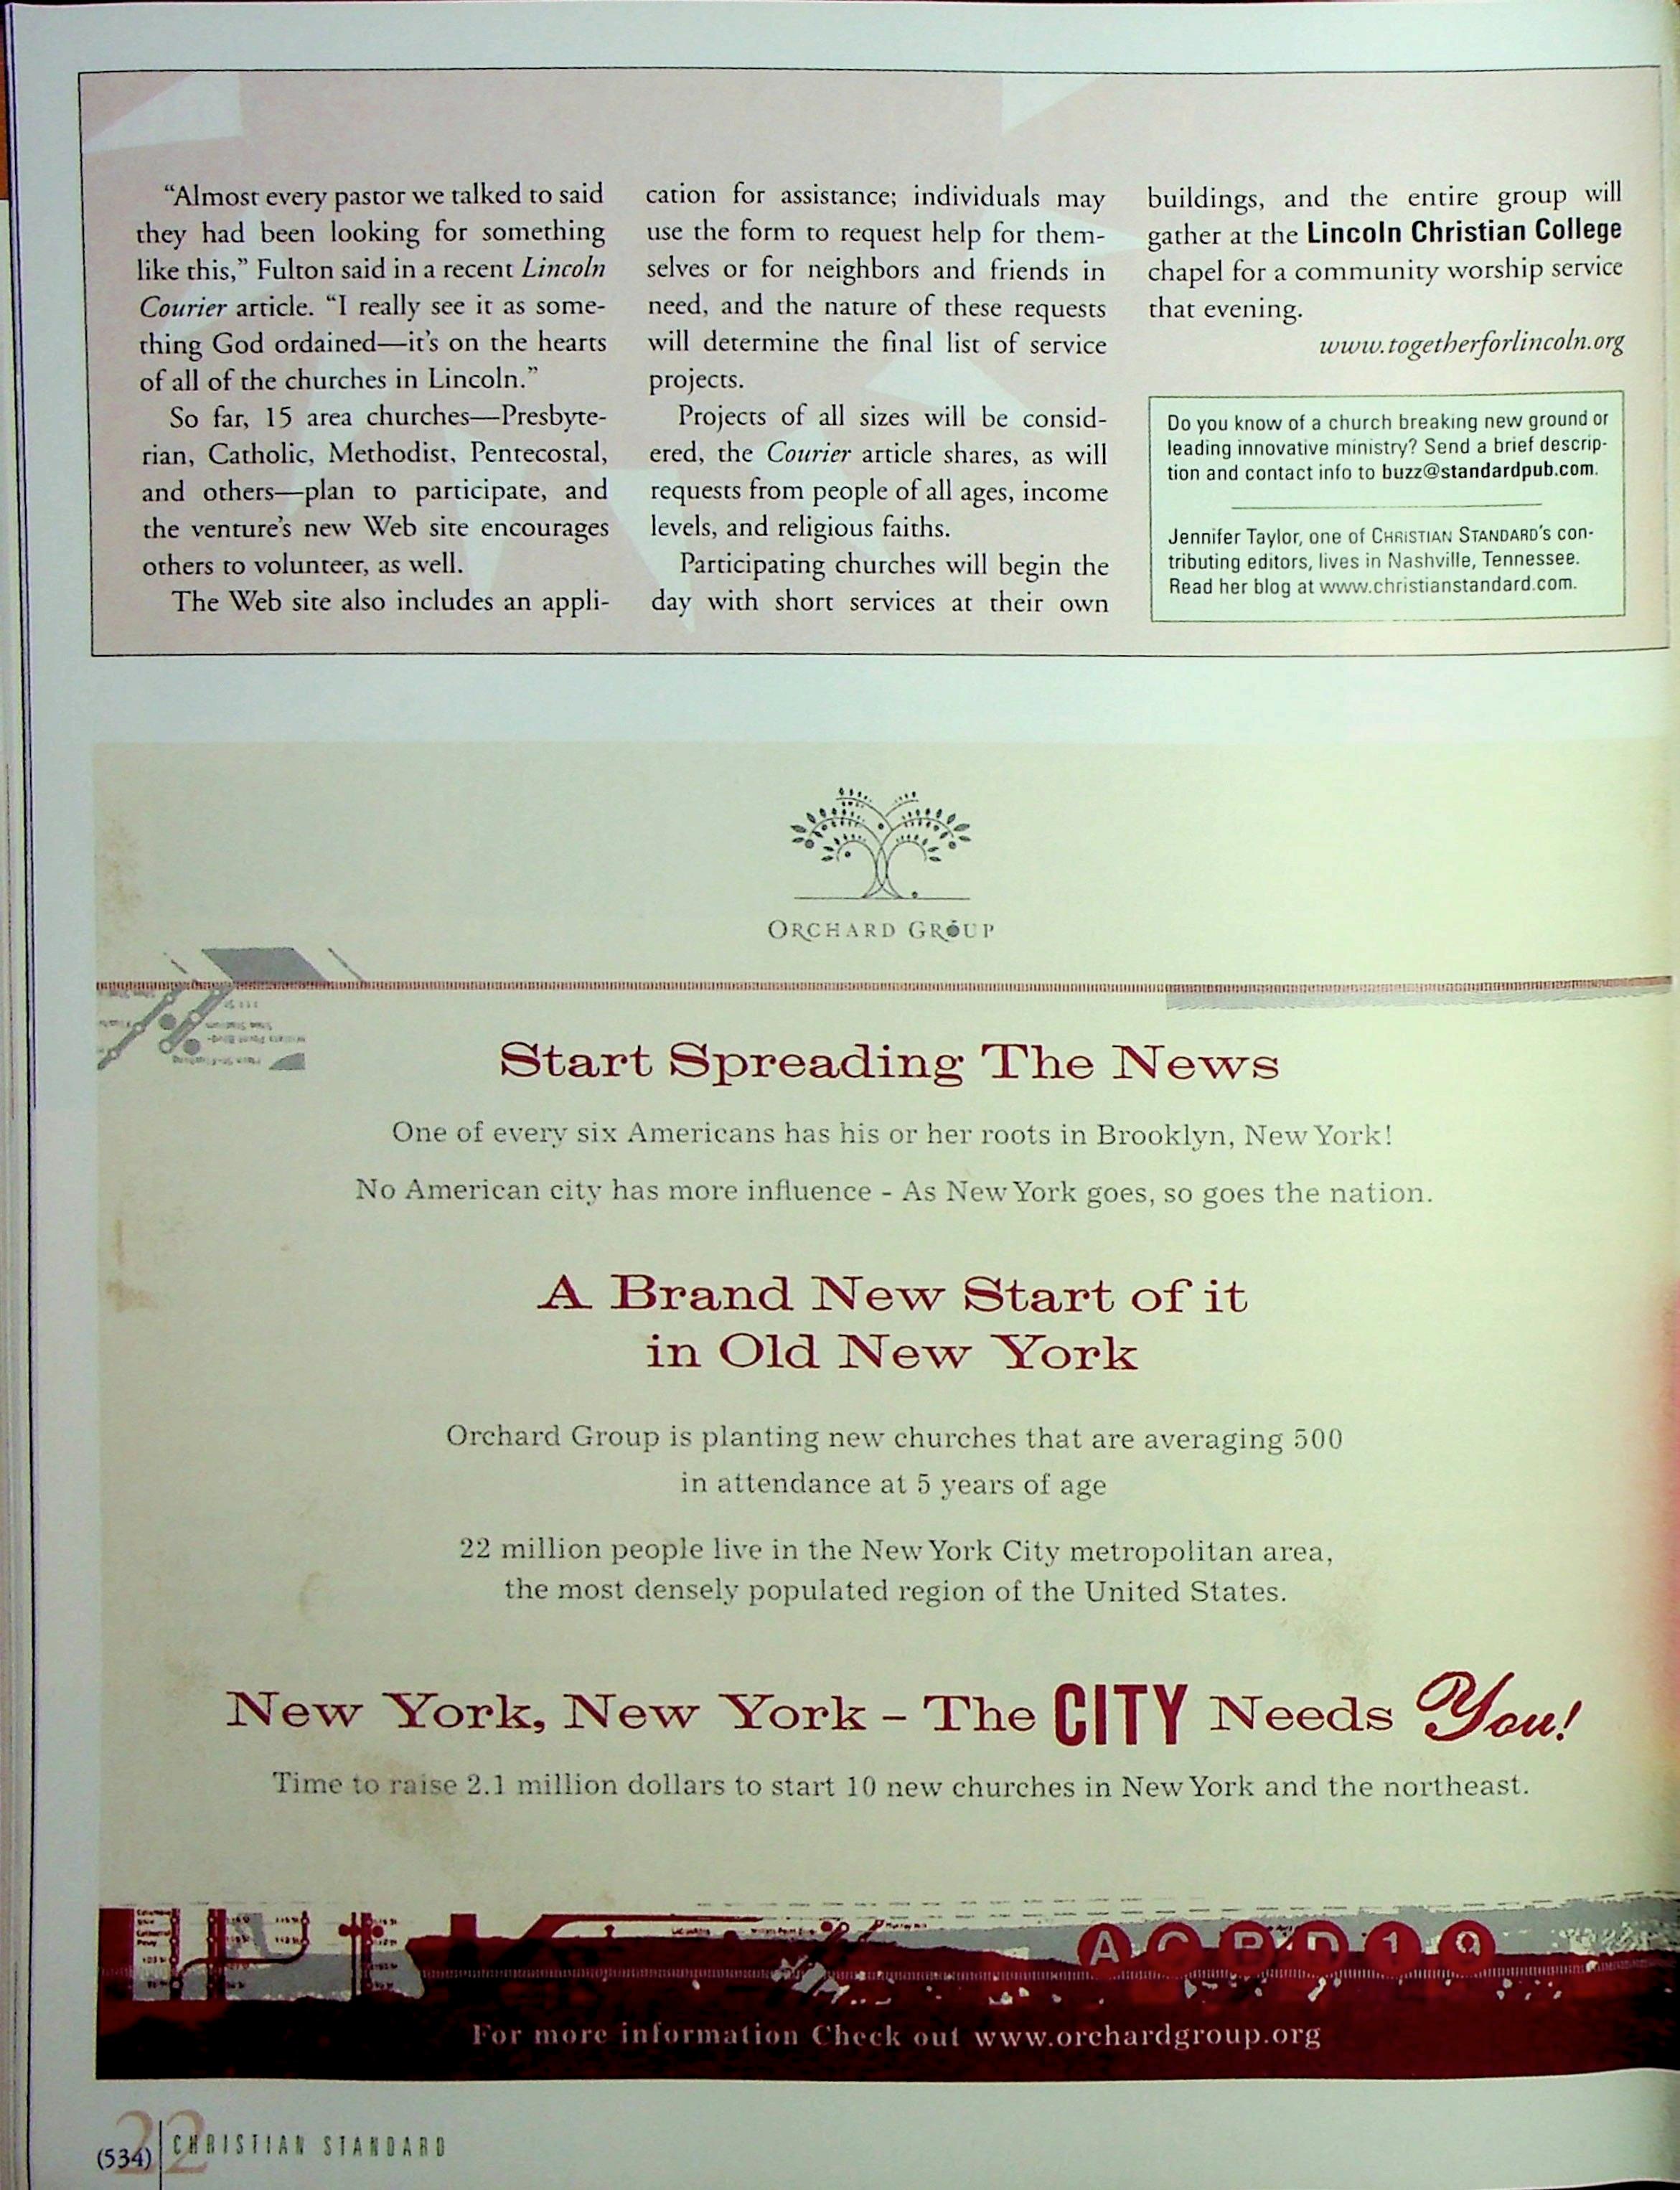 “Almost every pastor we talked to said
they had been looking for something
like this,” Fulton said in a recent Lincoln
Courier article. “I really see it as some-
thing God ordained—it’s on the hearts
of all of the churches in Lincoln.”
So far, 15 area churches—Presbyte-
rian, Catholic, Methodist, Pentecostal,
and others—plan to participate, and
the venture’s new Web site encourages
others to volunteer, as well.
The Web site also includes an appli-
cation for assistance; individuals may
use the form to request help for them-
selves or for neighbors and friends in
need, and the nature of these requests
will determine the final list of service
projects.
Projects of all sizes will be consid-
ered, the Courier article shares, as will
requests from people of all ages, income
levels, and religious faiths.
Participating churches will begin the
day with short services at their own
buildings, and the entire group will
gather at the Lincoln Christian College
chapel for a community worship service
that evening.
www.togetherforlincoln.org
Do you know of a church breaking new ground or
leading innovative ministry? Send a brief descrip-
tion and contact info to buzz@standardpub.com.
Jennifer Taylor, one of CHRISTIAN STANDARD’s con-
tributing editors, lives in Nashville, Tennessee.
Read her blog at www.christianstandard.com.
ORCHARD GROUP
Start Spreading The News
One of every six Americans has his or her roots in Brooklyn, New York!
No American city has more influence - As New York goes, so goes the nation.
A Brand New Start of it
in Old New York
Orchard Group is planting new churches that are averaging 500
in attendance at 5 years of age
22 million people live in the New York City metropolitan area,
the most densely populated region of the United States.
New York, New York – The CITY Needs You!
Time to raise 2.1 million dollars to start 10 new churches in New York and the northeast.
A C B D 1 9
For more information Check out www.orchardgroup.org
22
(534) CHRISTIAN STANDARD